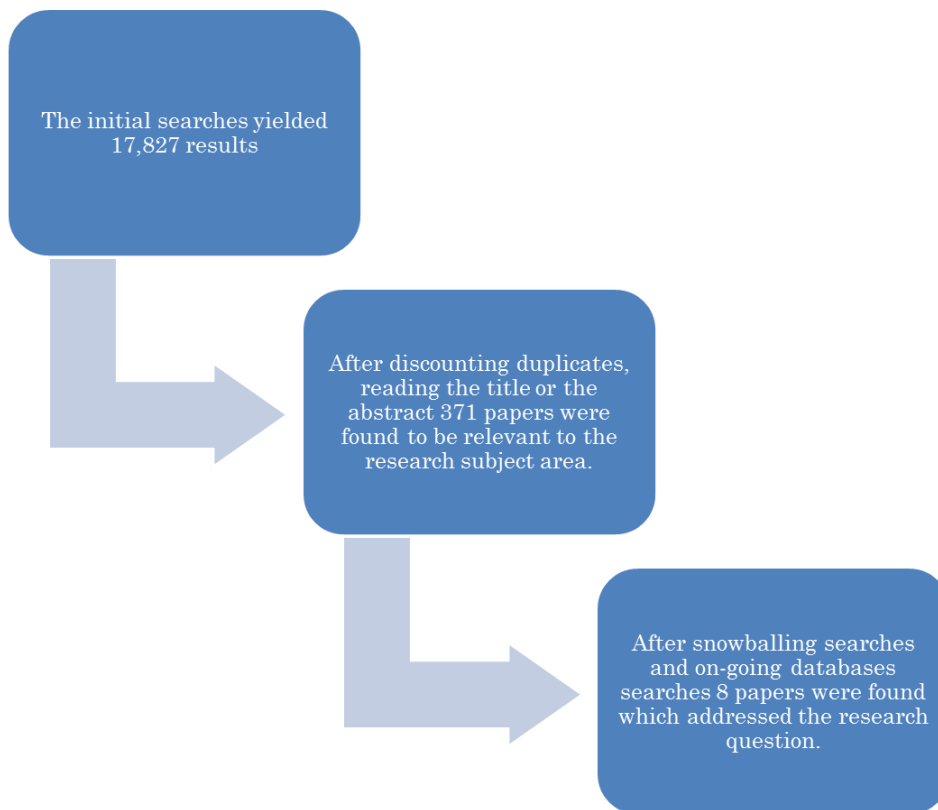 The initial searches yielded
17,827 results
After discounting duplicates,
reading the title or the
abstract 371 papers were
found to be relevant to the
research subject area.
After snowballing searches
and on-going databases
searches 8 papers were found
which addressed the research
question.